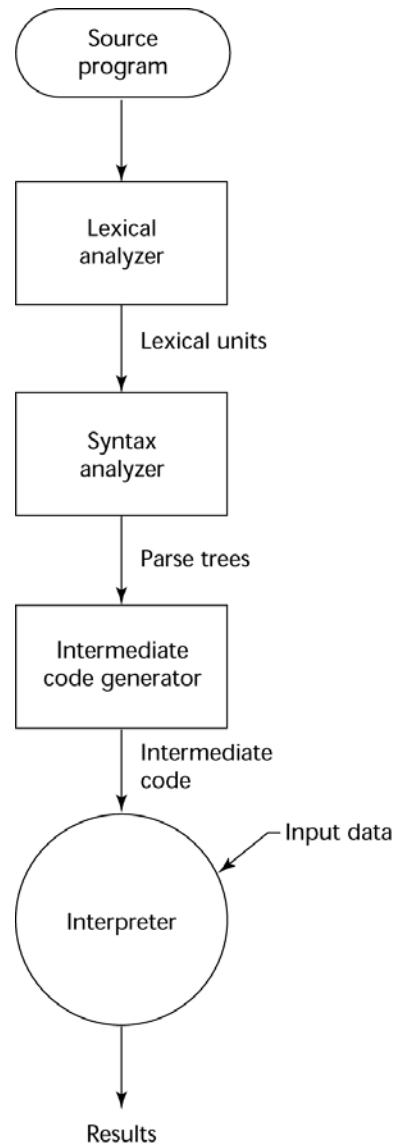 Source
program
Lexical
analyzer
Lexical units
Syntax
analyzer
Parse trees
Intermediate
code generator
Intermediate
code
Input data
Interpreter
Results